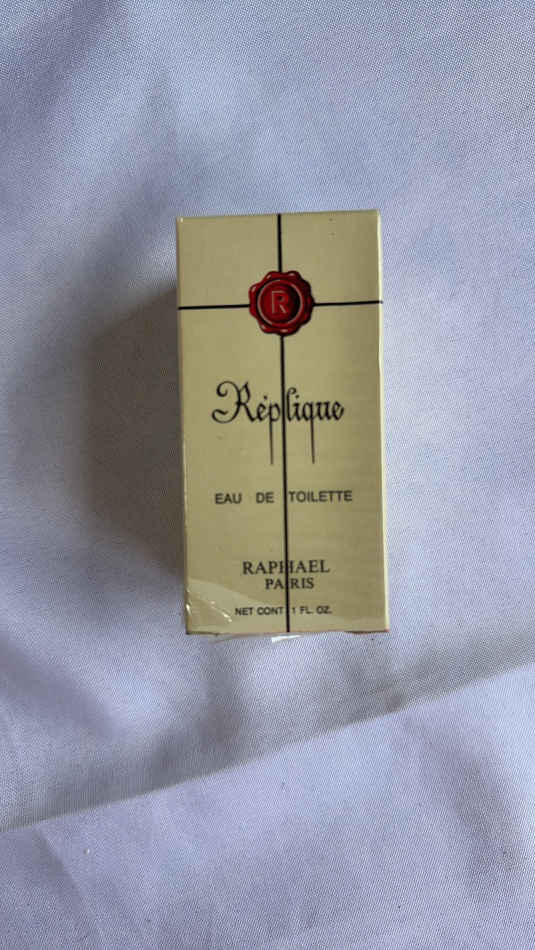 R
Réplique
EAU DE TOILETTE
RAPHAEL
PARIS
NET CONT 1 FL. OZ.